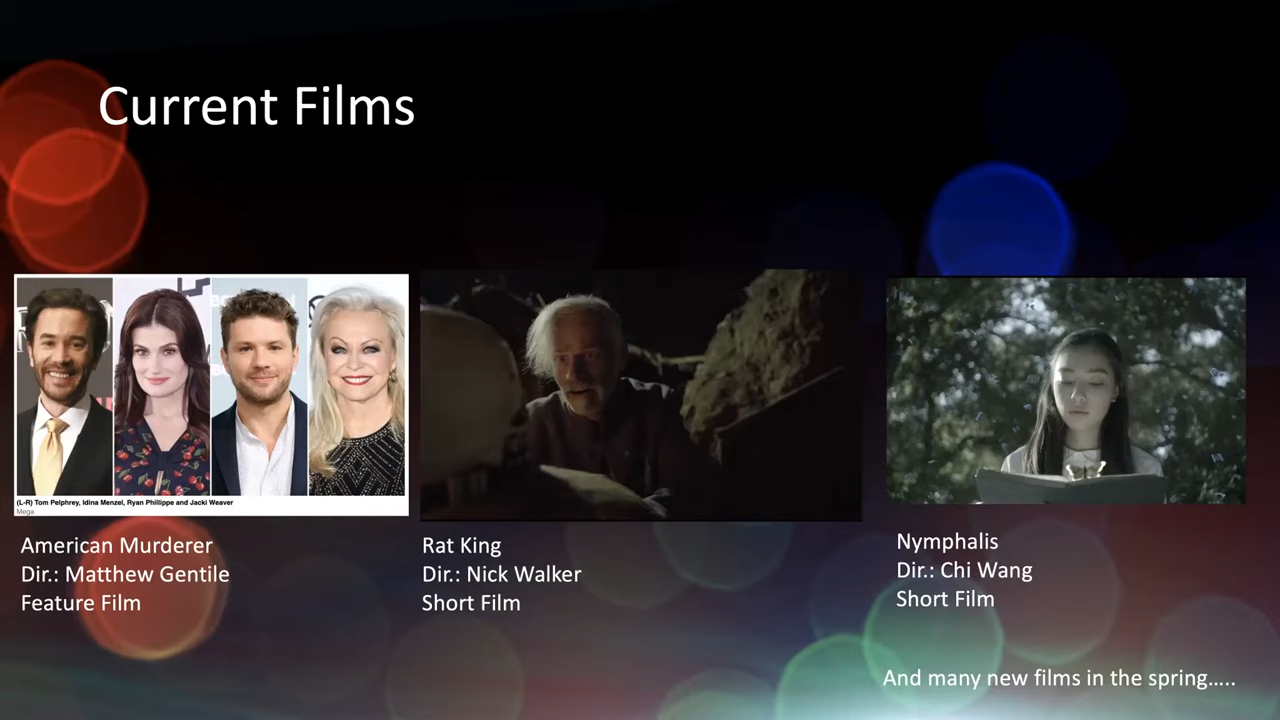 Current Films
(L-R) Tom Pelphrey, Idina Menzel, Ryan Phillippe and Jacki Weaver
Mega
American Murderer
Dir.: Matthew Gentile
Feature Film
Rat King
Dir.: Nick Walker
Short Film
Nymphalis
Dir.: Chi Wang
Short Film
And many new films in the spring.....